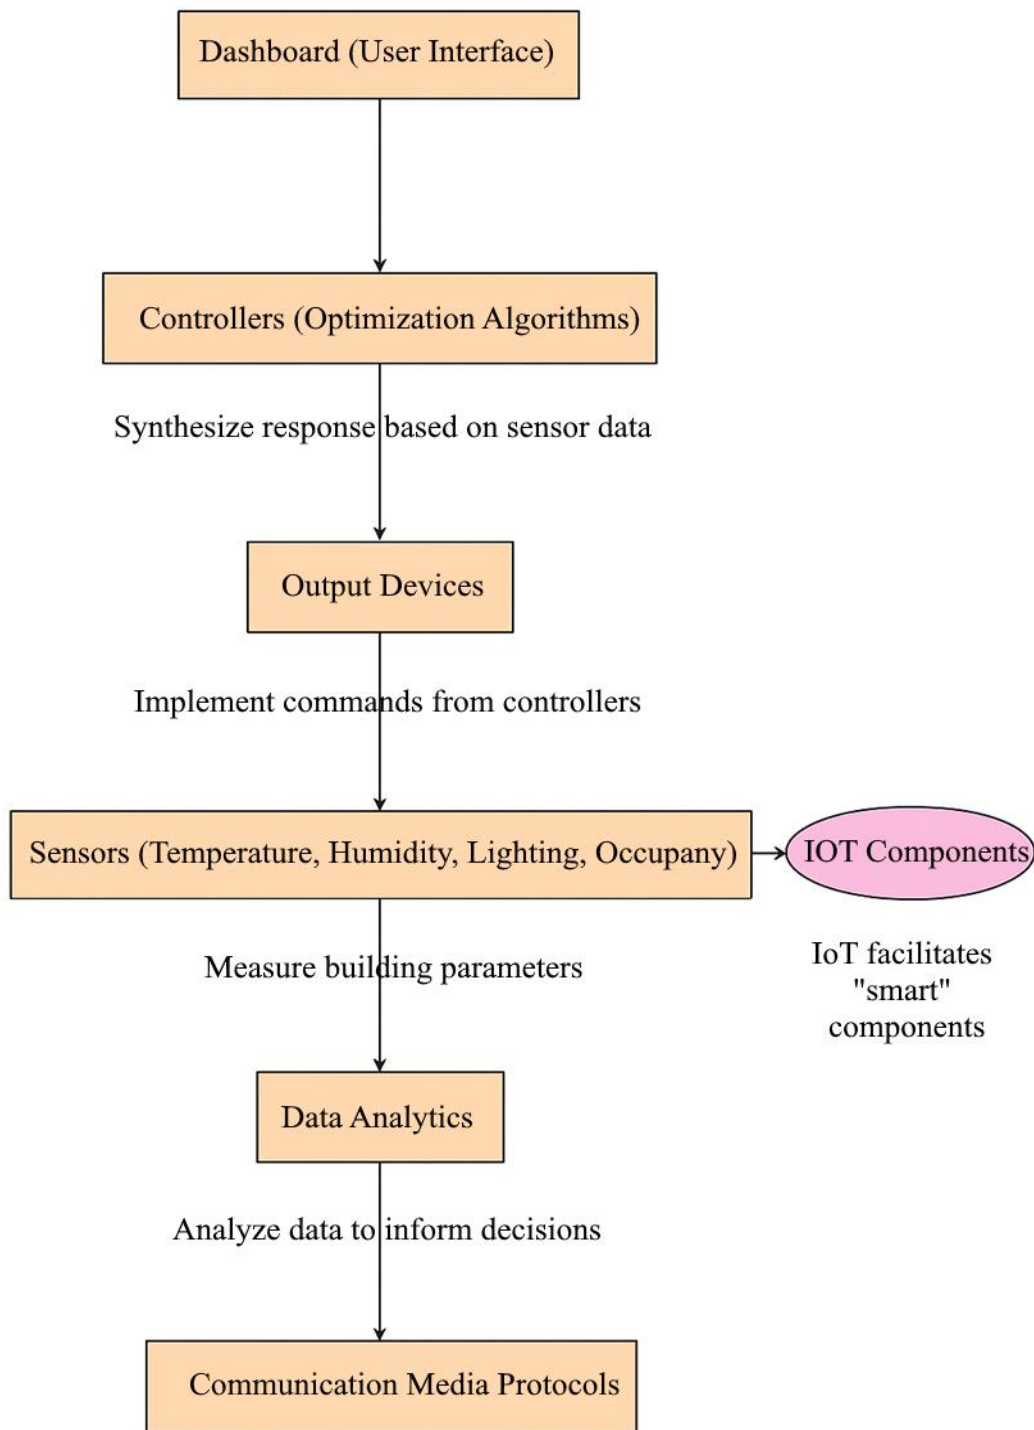 Dashboard (User Interface)
Controllers (Optimization Algorithms)
Synthesize response based on sensor data
Output Devices
Implement commands from controllers
Sensors (Temperature, Humidity, Lighting, Occupany)
IOT Components
Measure building parameters
IoT facilitates
"smart"
components
Data Analytics
Analyze data to inform decisions
Communication Media Protocols